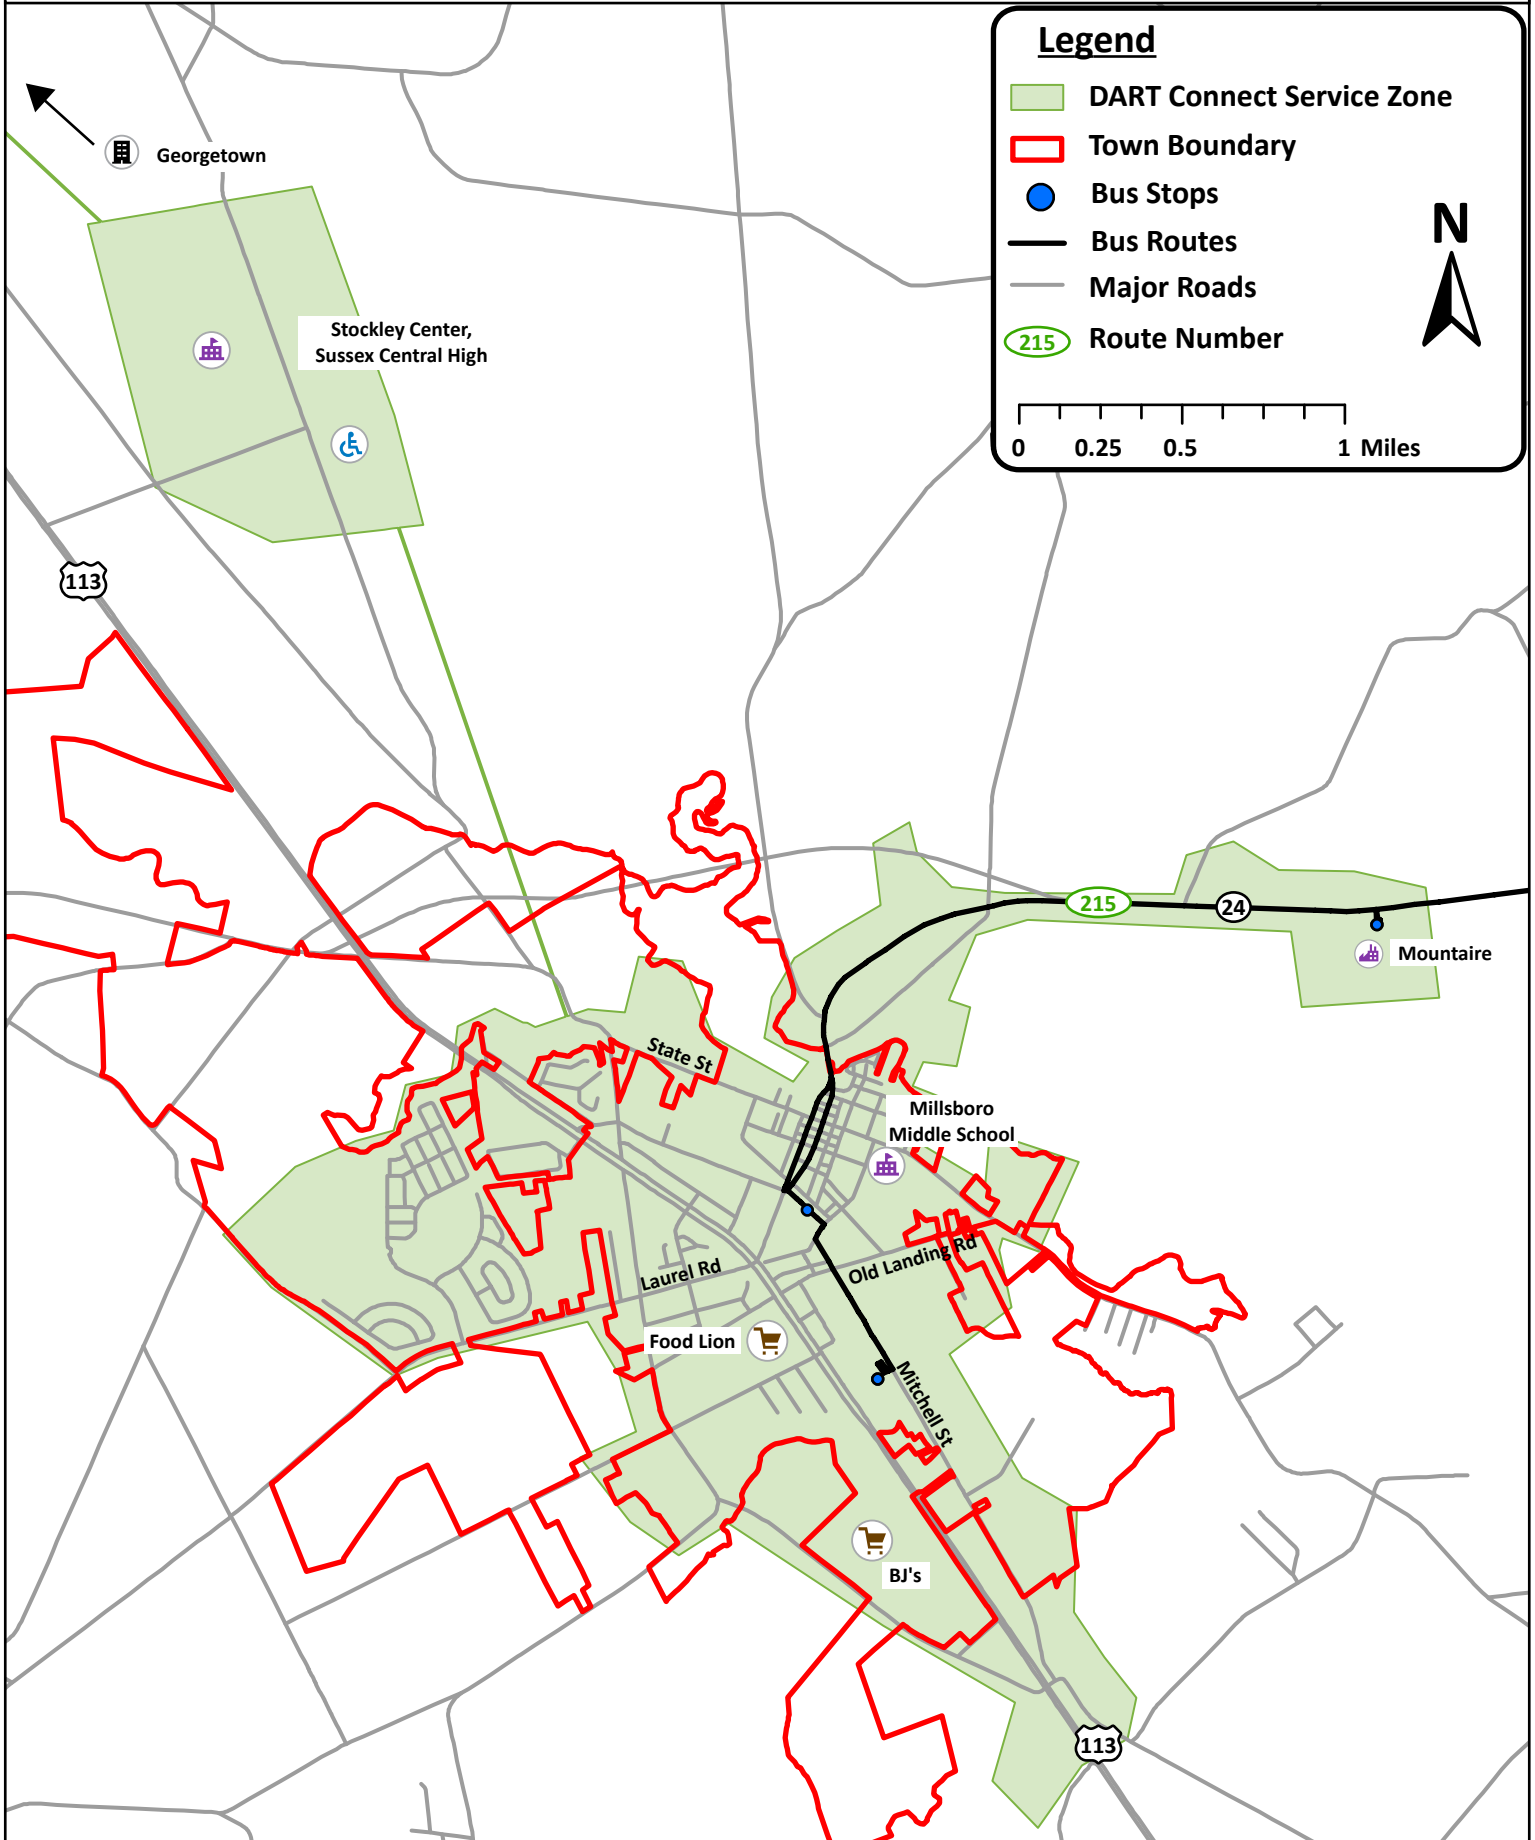 Legend
DART Connect Service Zone
Town Boundary
Bus Stops
Bus Routes
Major Roads
215 Route Number
N
0 0.25 0.5 1 Miles
Georgetown
Stockley Center,
Sussex Central High
113
215
24
Mountaire
State St
Millsboro
Middle School
Laurel Rd
Old Landing Rd
Food Lion
Mitchell St
BJ's
113